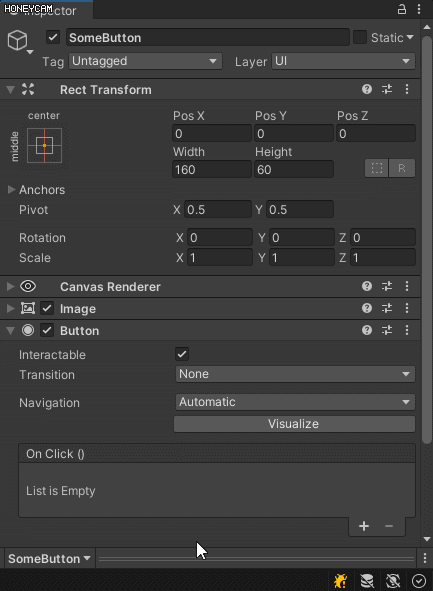 HONEYCAM
Inspector
SomeButton Static
Tag Untagged Layer UI
Rect Transform
center
middle
Pos X Pos Y Pos Z
0 0 0
Width Height
160 60
R
Anchors
Pivot X 0.5 Y 0.5
Rotation X 0 Y 0 Z 0
Scale X 1 Y 1 Z 1
Canvas Renderer
Image
Button
Interactable
Transition None
Navigation Automatic
Visualize
On Click ()
List is Empty
SomeButton